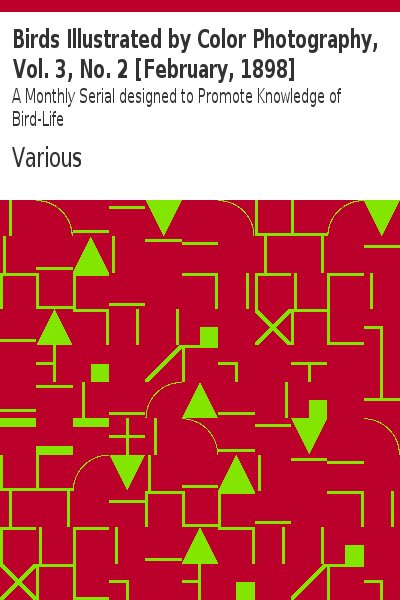 Birds Illustrated by Color Photography,
Vol. 3, No. 2 [February, 1898]
A Monthly Serial designed to Promote Knowledge of
Bird-Life
Various